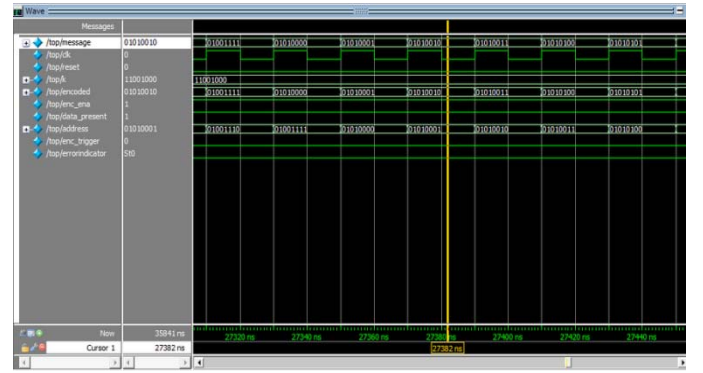 Wave
Messages
/top/message 01010010 01001111 01010000 01010001 01010010 01010011 01010100 01010101
/top/clk 0
/top/reset 0
/top/k 11001000 11001000
/top/encoded 01010010 01001111 01010000 01010001 01010010 01010011 01010100 01010101
/top/enc_ena 1
/top/data_present 1
/top/address 01010001 01001110 01001111 01010000 01010001 01010010 01010011 01010100
/top/enc_trigger 0
/top/errorindicator St0
Now 35841 ns 27320 ns 27340 ns 27360 ns 27380 ns 27400 ns 27420 ns 27440 ns
Cursor 1 27382 ns 27382 ns